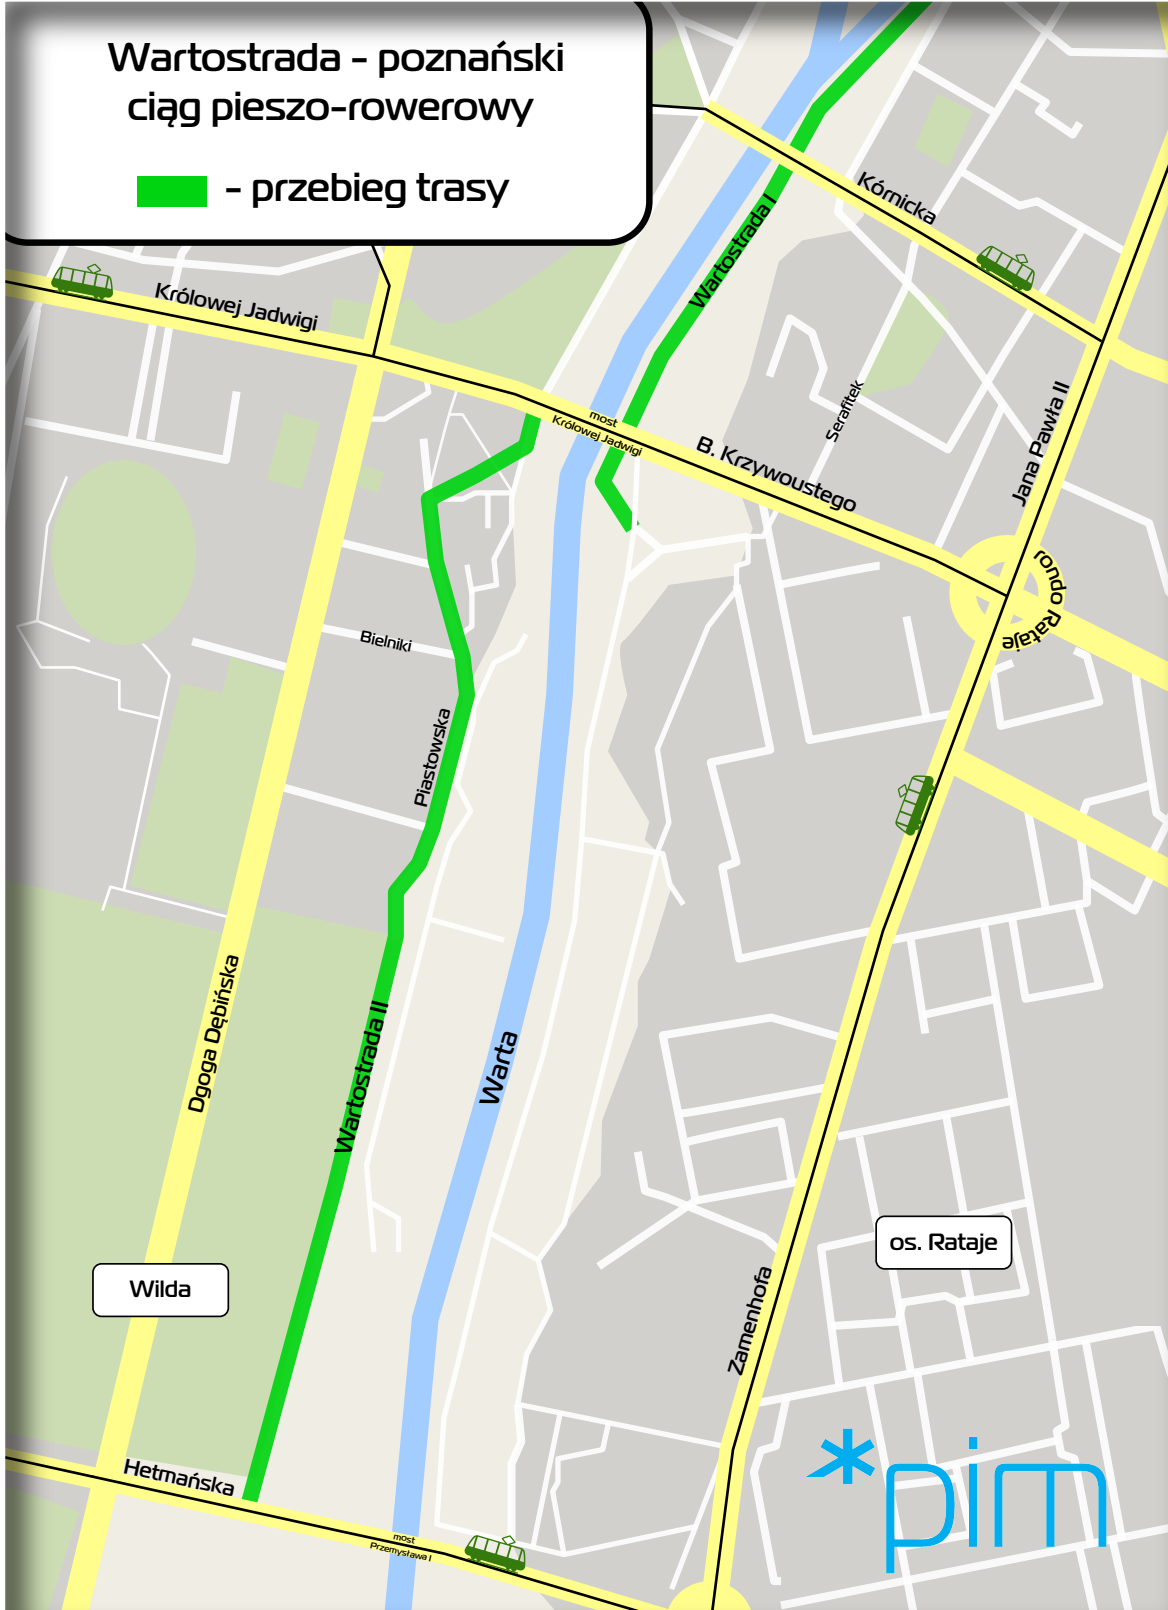 Wartostrada - poznański
ciąg pieszo-rowerowy
- przebieg trasy
Kórnicka
Wartostrada I
Królowej Jadwigi
most
Królowej Jadwigi
B. Krzywoustego
Serafitek
Jana Pawła II
rondo Rataje
Bielniki
Piastowska
Dgoga Dębińska
Wartostrada II
Warta
os. Rataje
Wilda
Zamenhofa
Hetmańska
most
Przemysława I
*pim